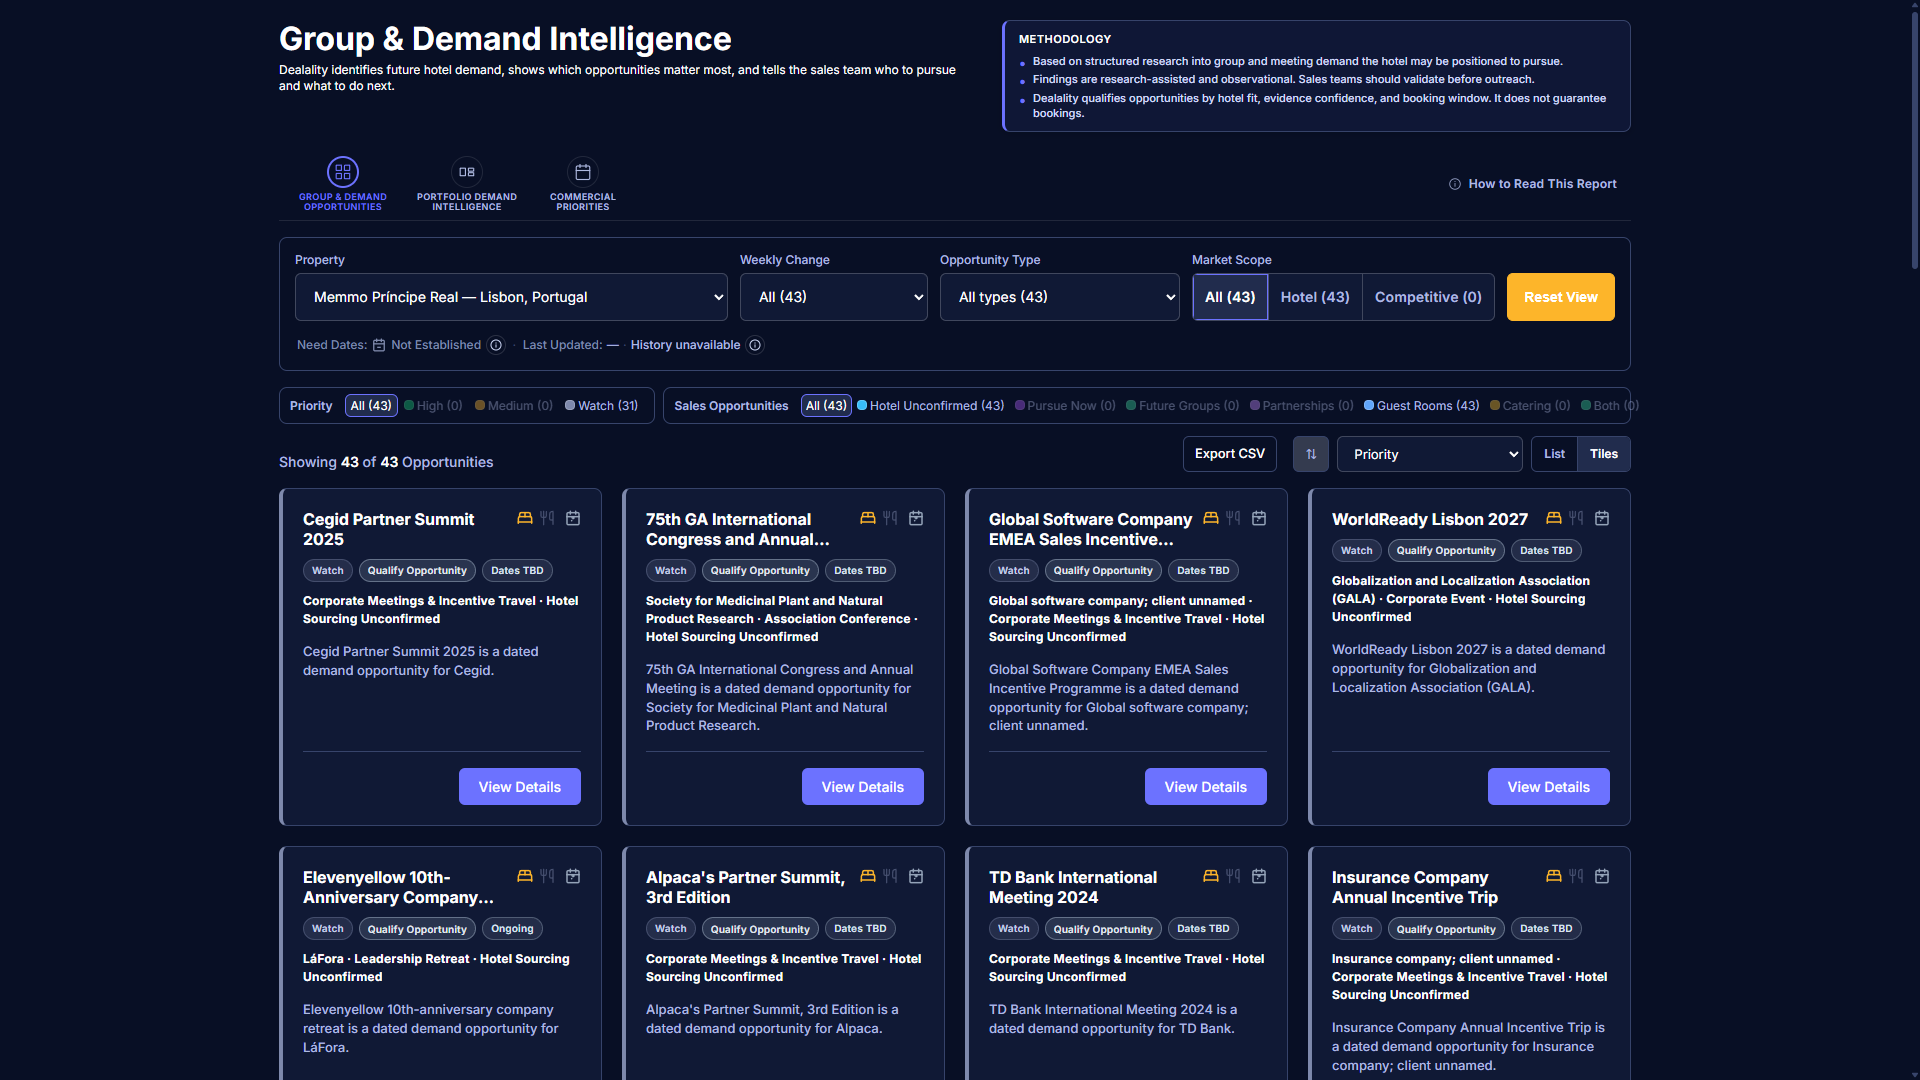 Group & Demand Intelligence
Dealality identifies future hotel demand, shows which opportunities matter most, and tells the sales team who to pursue
and what to do next.
METHODOLOGY
Based on structured research into group and meeting demand the hotel may be positioned to pursue.
Findings are research-assisted and observational. Sales teams should validate before outreach.
Dealality qualifies opportunities by hotel fit, evidence confidence, and booking window. It does not guarantee
bookings.
GROUP & DEMAND
OPPORTUNITIES
PORTFOLIO DEMAND
INTELLIGENCE
COMMERCIAL
PRIORITIES
How to Read This Report
Property
Memmo Príncipe Real — Lisbon, Portugal
Weekly Change
All (43)
Opportunity Type
All types (43)
Market Scope
All (43) Hotel (43) Competitive (0)
Reset View
Need Dates: Not Established · Last Updated: — · History unavailable
Priority All (43) High (0) Medium (0) Watch (31)
Sales Opportunities All (43) Hotel Unconfirmed (43) Pursue Now (0) Future Groups (0) Partnerships (0) Guest Rooms (43) Catering (0) Both (0)
Showing 43 of 43 Opportunities
Export CSV
Priority
List Tiles
Cegid Partner Summit
2025
Watch Qualify Opportunity Dates TBD
Corporate Meetings & Incentive Travel · Hotel
Sourcing Unconfirmed
Cegid Partner Summit 2025 is a dated
demand opportunity for Cegid.
View Details
75th GA International
Congress and Annual...
Watch Qualify Opportunity Dates TBD
Society for Medicinal Plant and Natural
Product Research · Association Conference ·
Hotel Sourcing Unconfirmed
75th GA International Congress and Annual
Meeting is a dated demand opportunity for
Society for Medicinal Plant and Natural
Product Research.
View Details
Global Software Company
EMEA Sales Incentive...
Watch Qualify Opportunity Dates TBD
Global software company; client unnamed ·
Corporate Meetings & Incentive Travel · Hotel
Sourcing Unconfirmed
Global Software Company EMEA Sales
Incentive Programme is a dated demand
opportunity for Global software company;
client unnamed.
View Details
WorldReady Lisbon 2027
Watch Qualify Opportunity Dates TBD
Globalization and Localization Association
(GALA) · Corporate Event · Hotel Sourcing
Unconfirmed
WorldReady Lisbon 2027 is a dated demand
opportunity for Globalization and
Localization Association (GALA).
View Details
Elevenyellow 10th-
Anniversary Company...
Watch Qualify Opportunity Ongoing
LáFora · Leadership Retreat · Hotel Sourcing
Unconfirmed
Elevenyellow 10th-anniversary company
retreat is a dated demand opportunity for
LáFora.
Alpaca's Partner Summit,
3rd Edition
Watch Qualify Opportunity Dates TBD
Corporate Meetings & Incentive Travel · Hotel
Sourcing Unconfirmed
Alpaca's Partner Summit, 3rd Edition is a
dated demand opportunity for Alpaca.
TD Bank International
Meeting 2024
Watch Qualify Opportunity Dates TBD
Corporate Meetings & Incentive Travel · Hotel
Sourcing Unconfirmed
TD Bank International Meeting 2024 is a
dated demand opportunity for TD Bank.
Insurance Company
Annual Incentive Trip
Watch Qualify Opportunity Dates TBD
Insurance company; client unnamed ·
Corporate Meetings & Incentive Travel · Hotel
Sourcing Unconfirmed
Insurance Company Annual Incentive Trip is
a dated demand opportunity for Insurance
company; client unnamed.